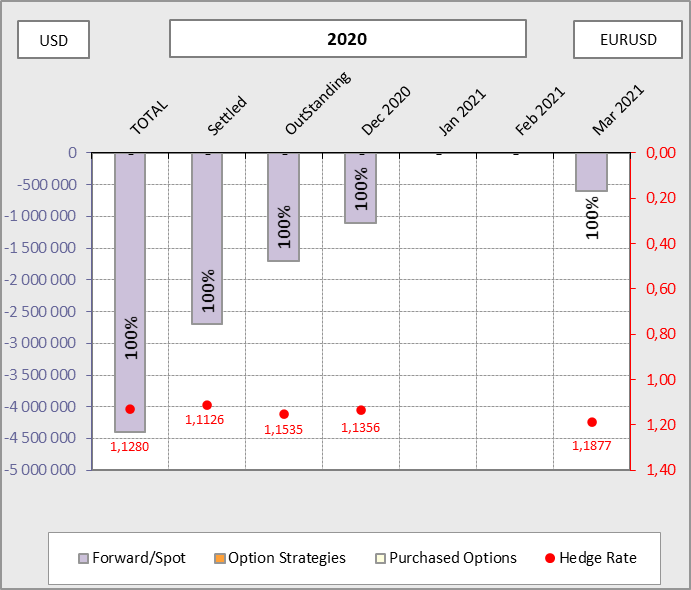 USD
2020
EURUSD
TOTAL
Settled
OutStanding
Dec 2020
Jan 2021
Feb 2021
Mar 2021
0
-500 000
-1 000 000
-1 500 000
-2 000 000
-2 500 000
-3 000 000
-3 500 000
-4 000 000
-4 500 000
-5 000 000
100%
100%
100%
100%
100%
1,1280
1,1126
1,1535
1,1356
1,1877
0,00
0,20
0,40
0,60
0,80
1,00
1,20
1,40
Forward/Spot
Option Strategies
Purchased Options
Hedge Rate